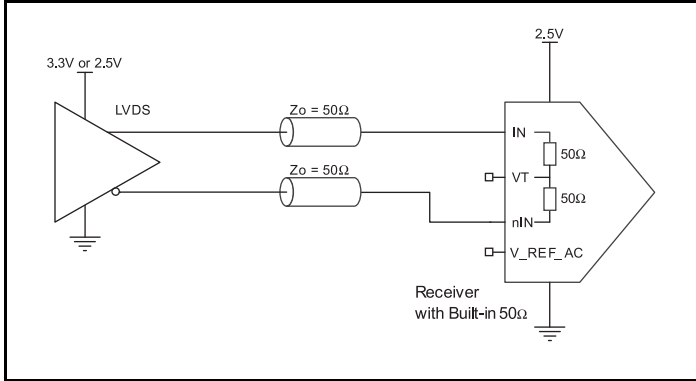 2.5V
3.3V or 2.5V
LVDS
Zo = 50Ω
IN
50Ω
VT
Zo = 50Ω
50Ω
nIN
V_REF_AC
Receiver
with Built-in 50Ω